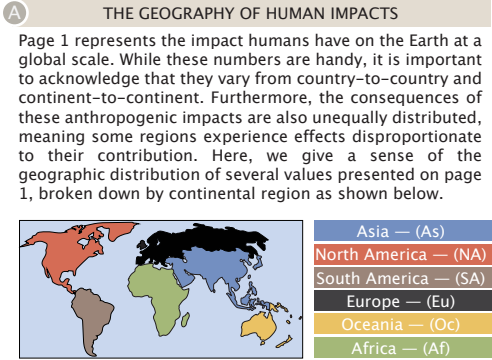 A
THE GEOGRAPHY OF HUMAN IMPACTS
Page 1 represents the impact humans have on the Earth at a
global scale. While these numbers are handy, it is important
to acknowledge that they vary from country-to-country and
continent-to-continent. Furthermore, the consequences of
these anthropogenic impacts are also unequally distributed,
meaning some regions experience effects disproportionate
to their contribution. Here, we give a sense of the
geographic distribution of several values presented on page
1, broken down by continental region as shown below.
Asia — (As)
North America — (NA)
South America — (SA)
Europe — (Eu)
Oceania — (Oc)
Africa — (Af)